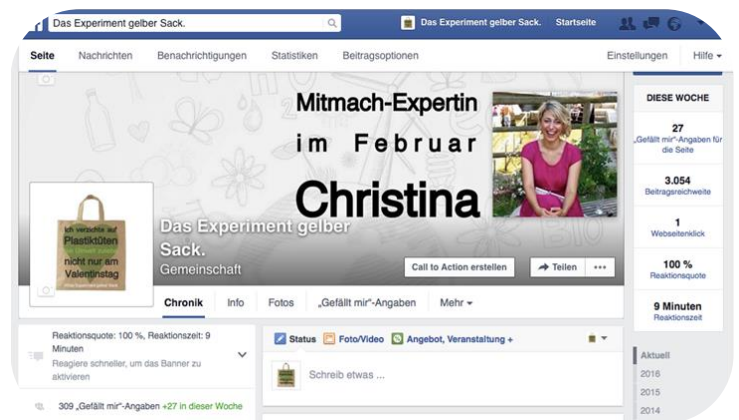 Das Experiment gelber Sack.
Das Experiment gelber Sack. Startseite
Seite Nachrichten Benachrichtigungen Statistiken Beitragsoptionen Einstellungen Hilfe
Mitmach-Expertin
im Februar
Christina
Ich verzichte auf
Plastiktüten
nicht nur am
Valentinstag
Das Experiment gelber
Sack.
Gemeinschaft
Call to Action erstellen Teilen
Chronik Info Fotos „Gefällt mir“-Angaben Mehr
DIESE WOCHE
27
„Gefällt mir“-Angaben für
die Seite
3.054
Beitragsreichweite
1
Webseitenklick
100 %
Reaktionsquote
9 Minuten
Reaktionszeit
Aktuell
2016
2015
2014
Reaktionsquote: 100 %, Reaktionszeit: 9
Minuten
Reagiere schneller, um das Banner zu
aktivieren
309 „Gefällt mir“-Angaben +27 in dieser Woche
Status Foto/Video Angebot, Veranstaltung +
Schreib etwas ...